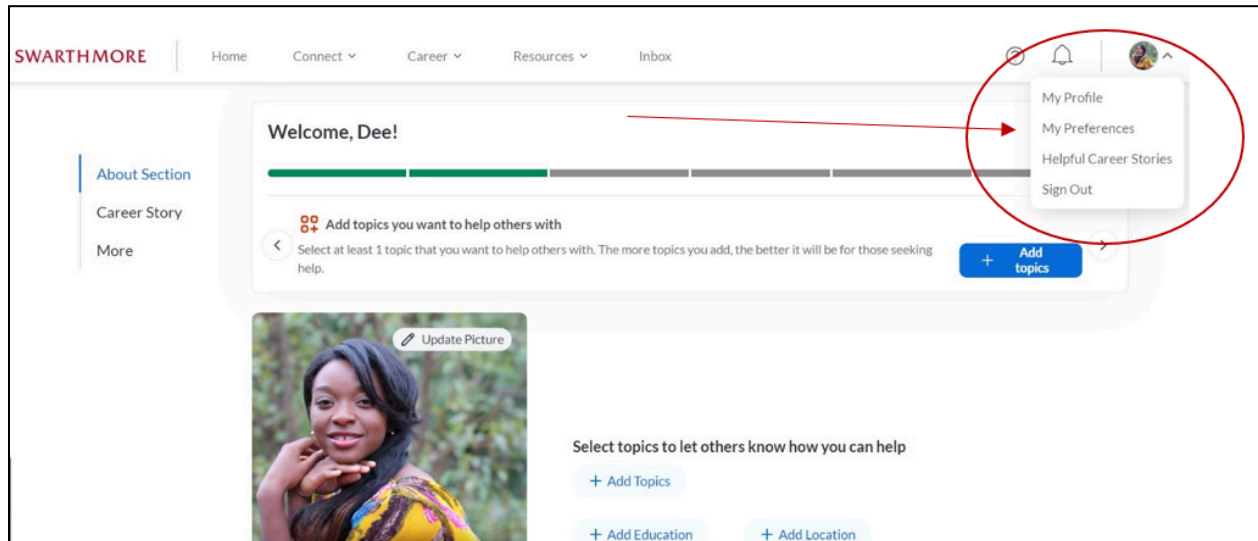 SWARTHMORE
Home
Connect
Career
Resources
Inbox
My Profile
My Preferences
Helpful Career Stories
Sign Out
Welcome, Dee!
About Section
Career Story
More
Add topics you want to help others with
Select at least 1 topic that you want to help others with. The more topics you add, the better it will be for those seeking
help.
+ Add
topics
Update Picture
Select topics to let others know how you can help
+ Add Topics
+ Add Education
+ Add Location